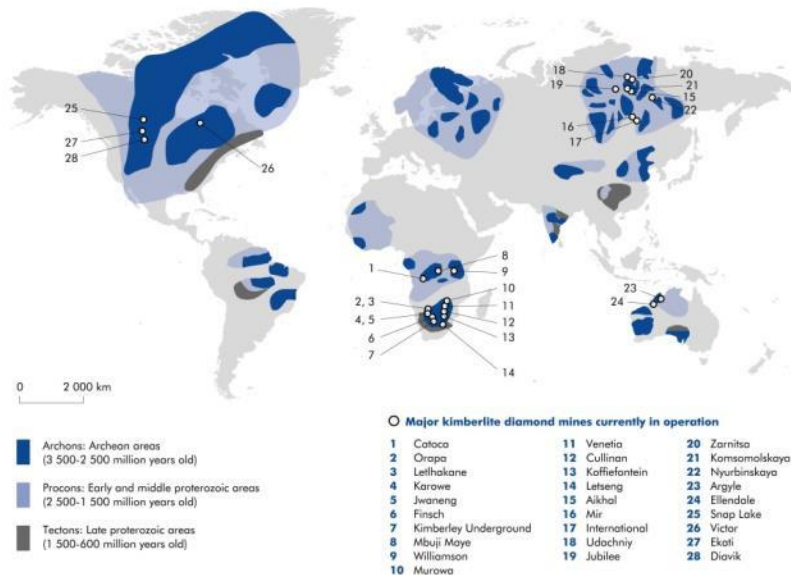 18
19
20
21
15
22
16
17
25
27
28
26
1
8
9
10
2, 3
4, 5
6
7
11
12
13
14
23
24
0 2 000 km
Archons: Archean areas
(3 500-2 500 million years old)
Procons: Early and middle proterozoic areas
(2 500-1 500 million years old)
Tectons: Late proterozoic areas
(1 500-600 million years old)
Major kimberlite diamond mines currently in operation
1 Catoca
2 Orapa
3 Letlhakane
4 Karowe
5 Jwaneng
6 Finsch
7 Kimberley Underground
8 Mbuji Maye
9 Williamson
10 Murowa
11 Venetia
12 Cullinan
13 Koffiefontein
14 Letseng
15 Aikhal
16 Mir
17 International
18 Udachniy
19 Jubilee
20 Zarnitsa
21 Komsomolskaya
22 Nyurbinskaya
23 Argyle
24 Ellendale
25 Snap Lake
26 Victor
27 Ekati
28 Diavik